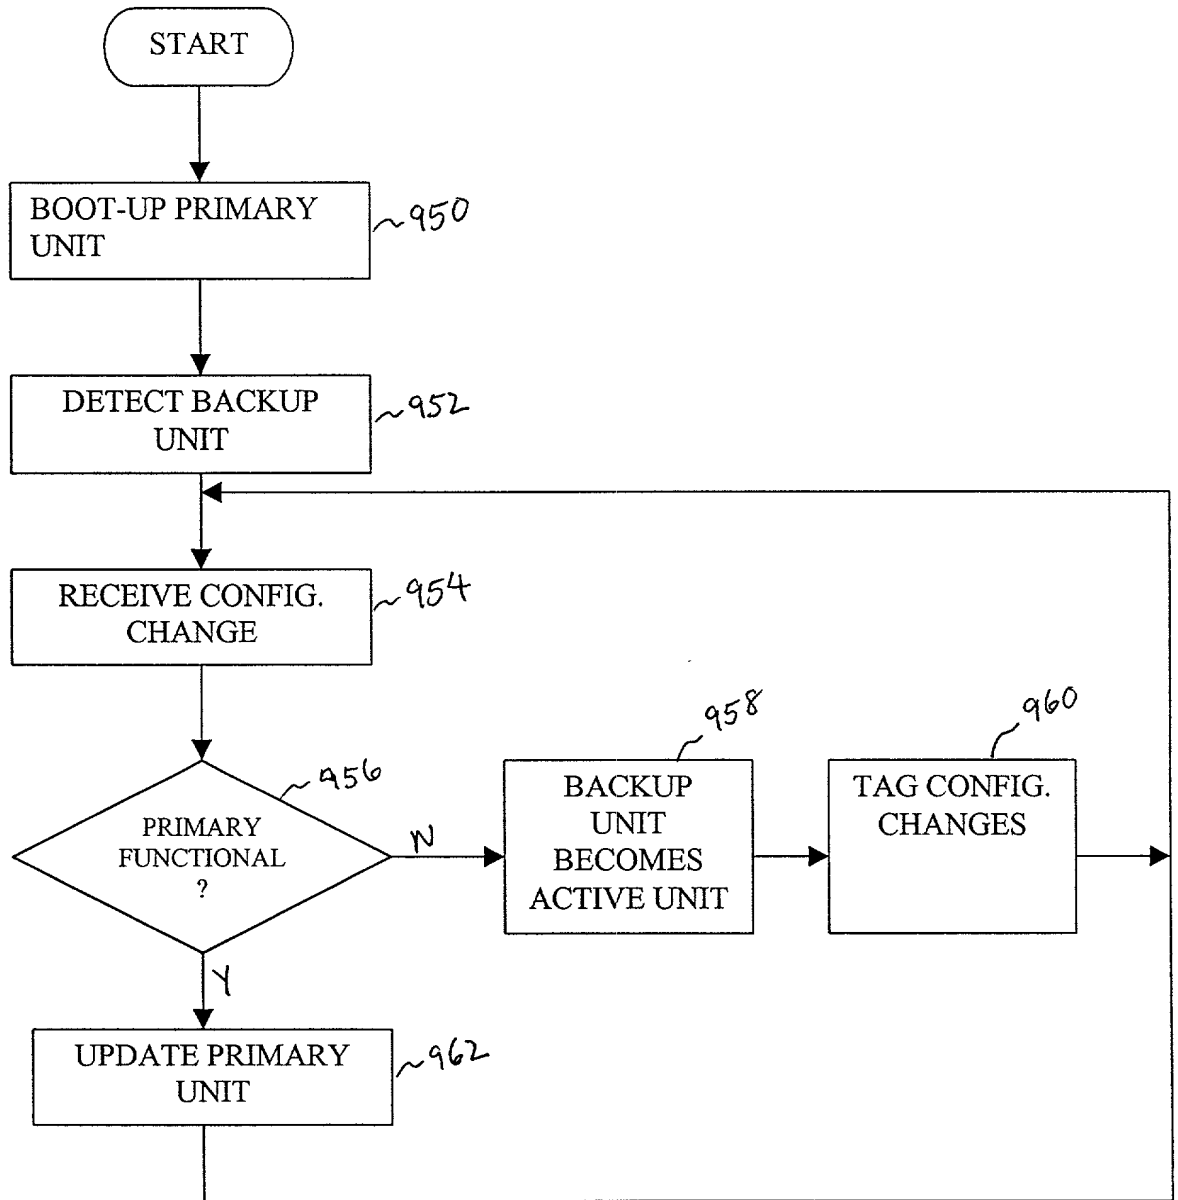 START
BOOT-UP PRIMARY
UNIT
950
DETECT BACKUP
UNIT
952
RECEIVE CONFIG.
CHANGE
954
PRIMARY
FUNCTIONAL
?
956
N
BACKUP
UNIT
BECOMES
ACTIVE UNIT
958
TAG CONFIG.
CHANGES
960
Y
UPDATE PRIMARY
UNIT
962